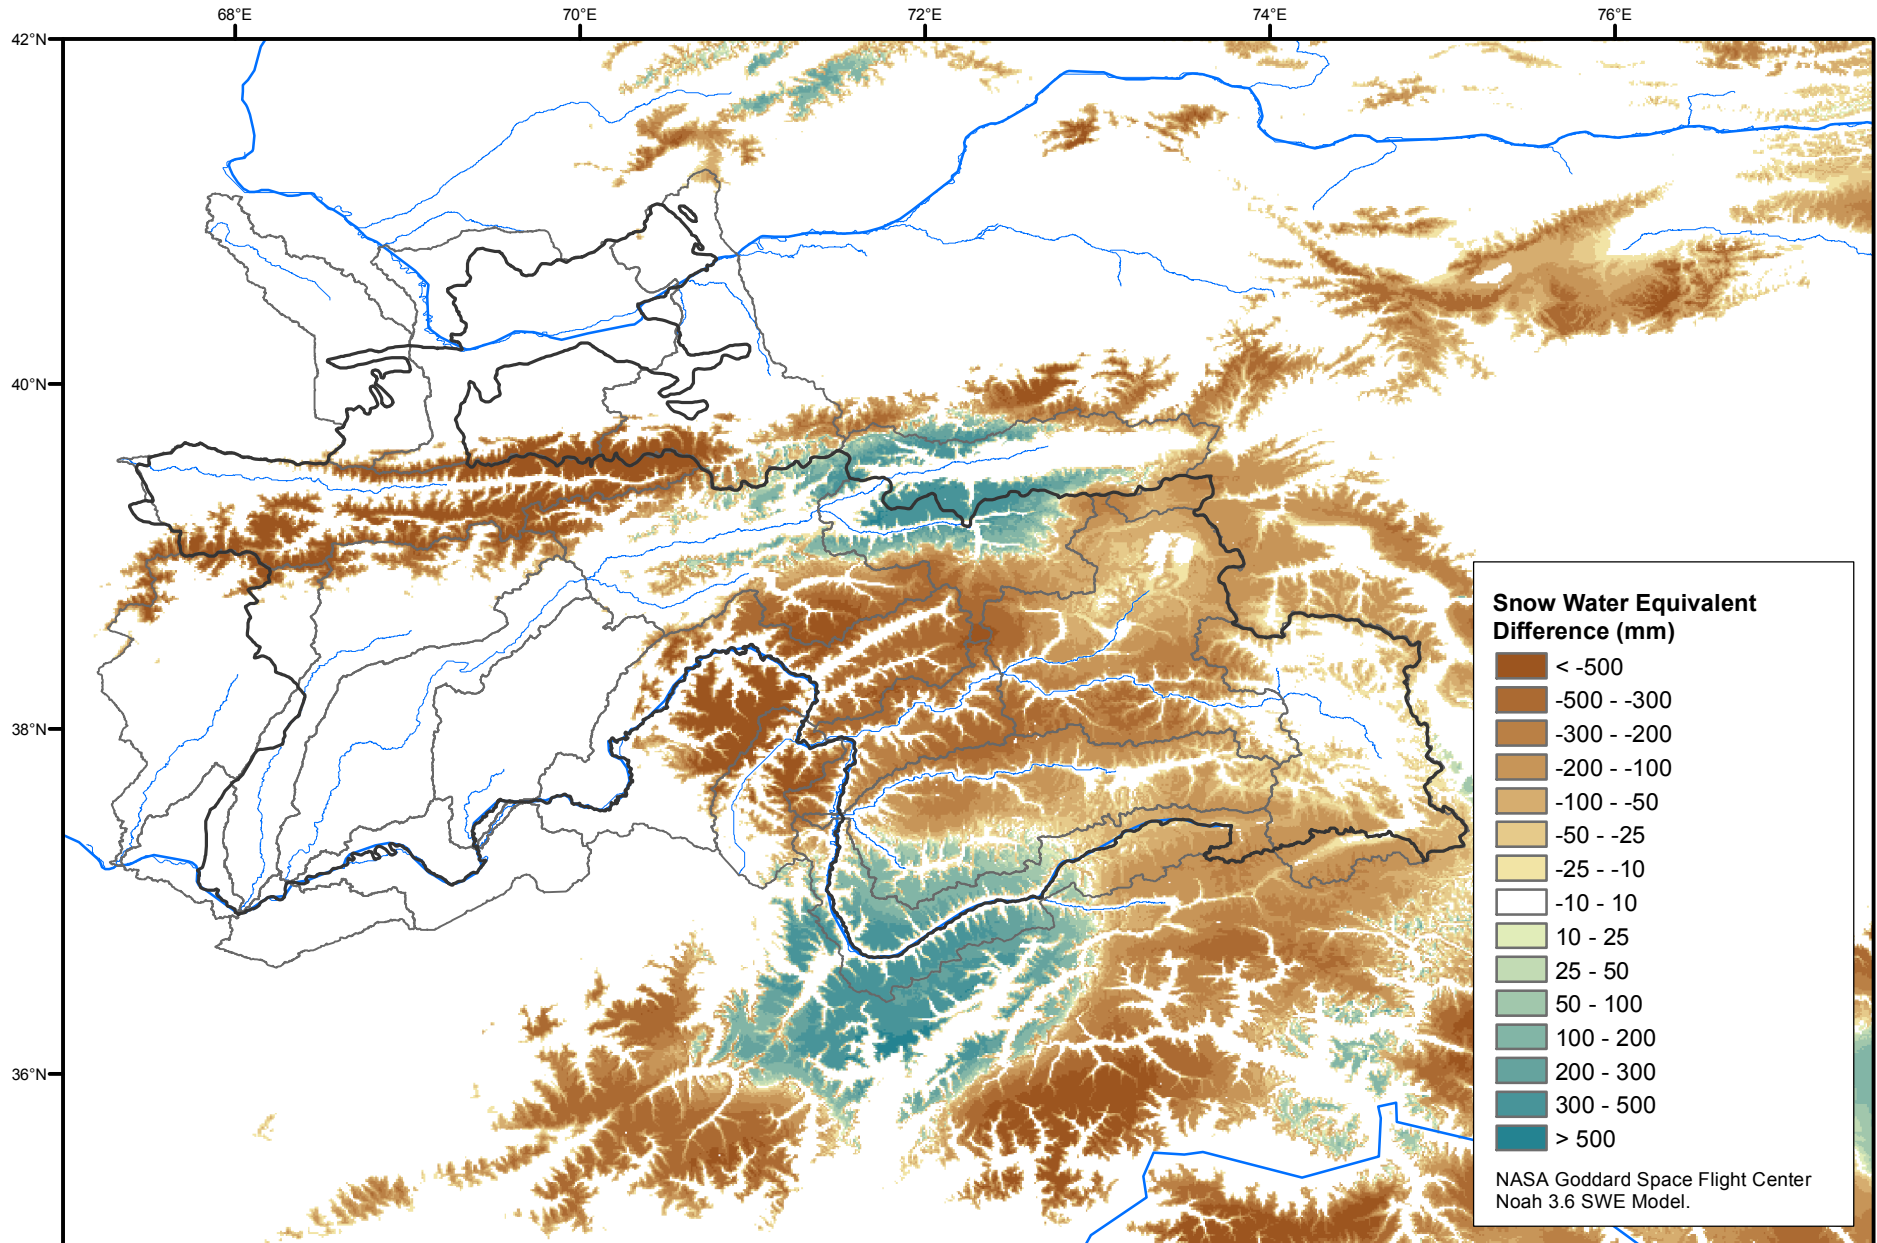 68°E 70°E 72°E 74°E 76°E
42°N
40°N
38°N
36°N
Snow Water Equivalent
Difference (mm)
< -500
-500 - -300
-300 - -200
-200 - -100
-100 - -50
-50 - -25
-25 - -10
-10 - 10
10 - 25
25 - 50
50 - 100
100 - 200
200 - 300
300 - 500
> 500
NASA Goddard Space Flight Center
Noah 3.6 SWE Model.